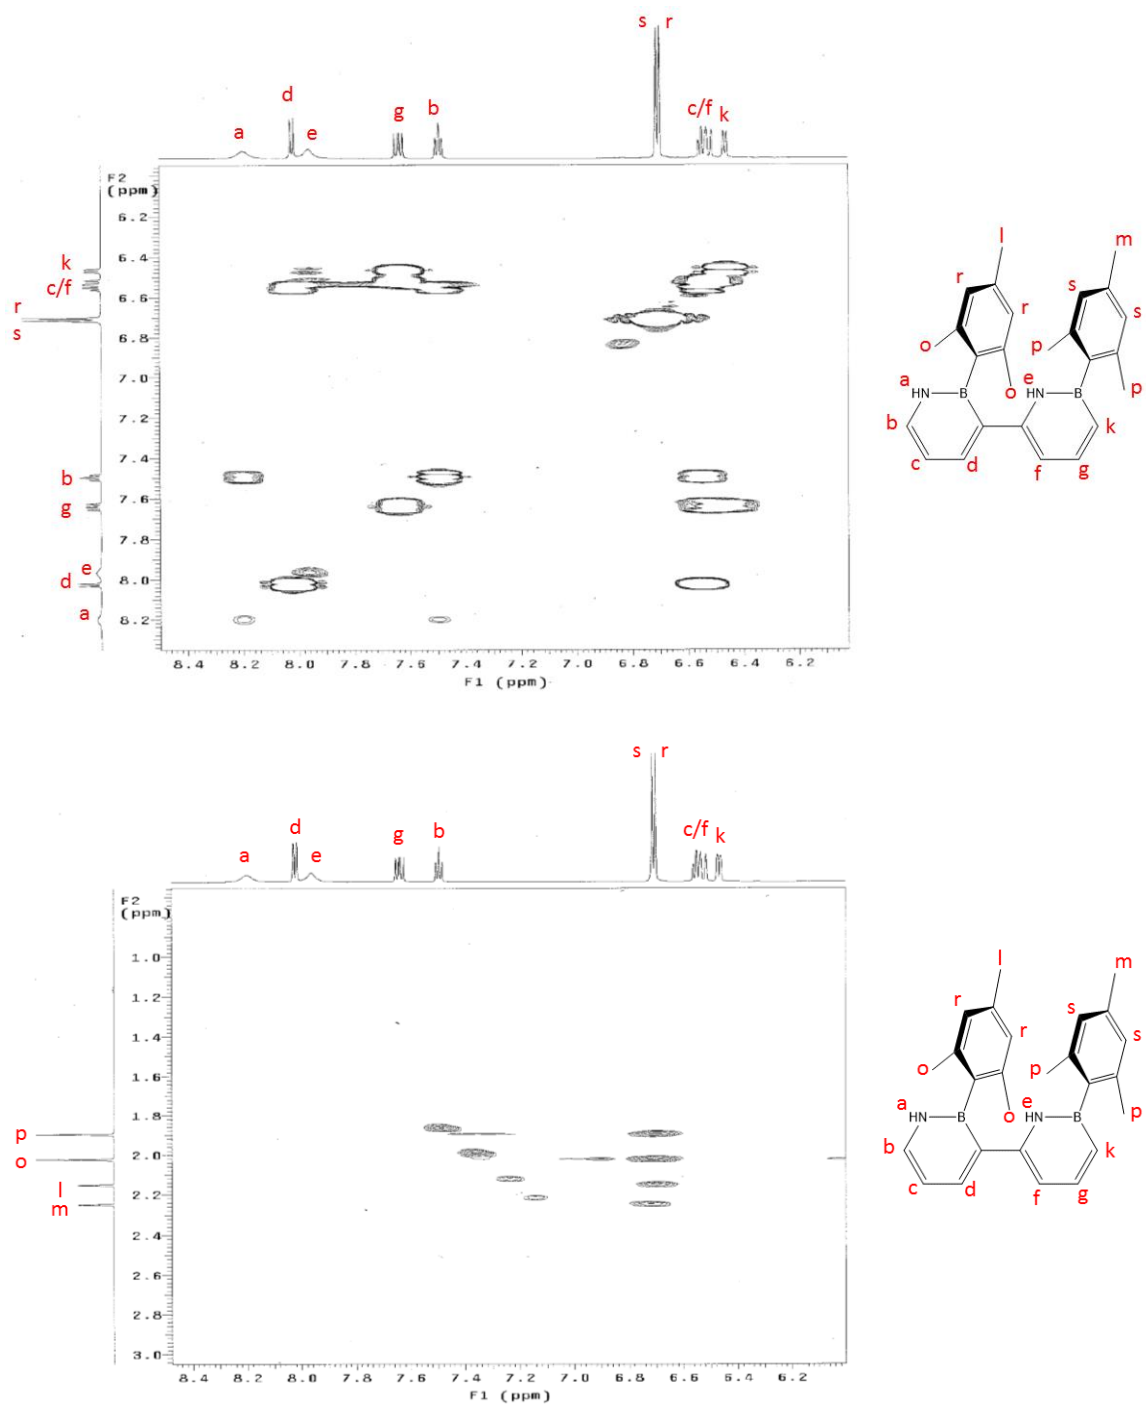 s r
d
g b c/f k
a e
F2
(ppm)
6.2
6.4
6.6
6.8
7.0
7.2
7.4
7.6
7.8
8.0
8.2
k
c/f
r
s
b
g
e
d
a
8.4 8.2 8.0 7.8 7.6 7.4 7.2 7.0 6.8 6.6 6.4 6.2
F1 (ppm)
l m
r s
r s
o p
a HN B o e HN B p
b k
c d f g
s r
d
g b c/f k
a e
F2
(ppm)
1.0
1.2
1.4
1.6
1.8
2.0
2.2
2.4
2.6
2.8
3.0
p
o
l
m
8.4 8.2 8.0 7.8 7.6 7.4 7.2 7.0 6.8 6.6 6.4 6.2
F1 (ppm)
l m
r s
r s
o p
a HN B o e HN B p
b k
c d f g